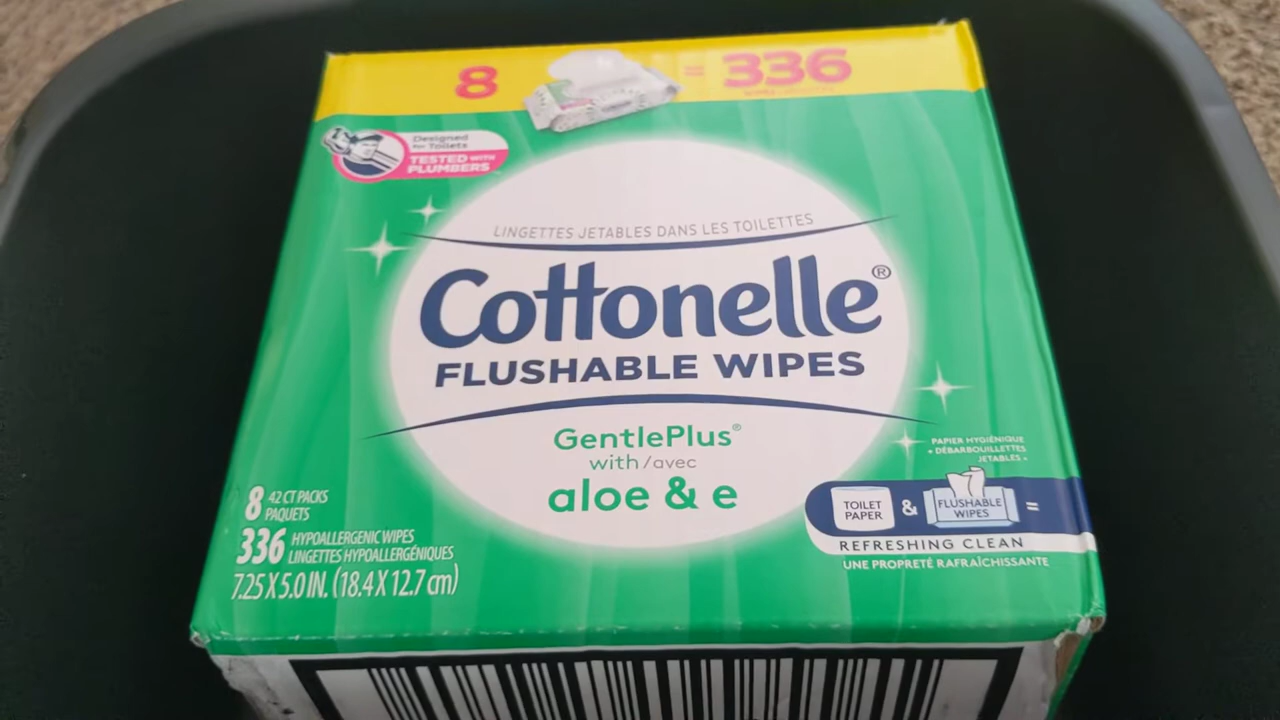 8 = 336
Designed
for Toilets
TESTED WITH
PLUMBERS
LINGETTES JETABLES DANS LES TOILETTES
Cottonelle®
FLUSHABLE WIPES
GentlePlus®
with/avec
aloe & e
8 42 CT PACKS
PAQUETS
336 HYPOALLERGENIC WIPES
LINGETTES HYPOALLERGÉNIQUES
7.25 X 5.0 IN. (18.4 X 12.7 cm)
PAPIER HYGIÉNIQUE
+ DÉBARBOUILLETTES
JETABLES =
TOILET
PAPER
&
FLUSHABLE
WIPES
=
REFRESHING CLEAN
UNE PROPRETÉ RAFRAÎCHISSANTE